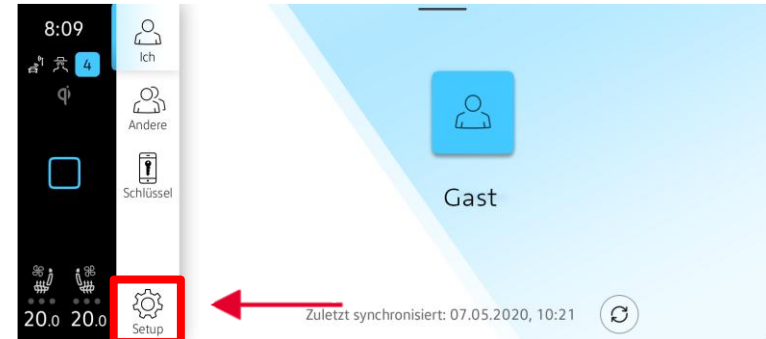 8:09
4
qi
Ich
Andere
Schlüssel
Gast
20.0 20.0
Setup
Zuletzt synchronisiert: 07.05.2020, 10:21